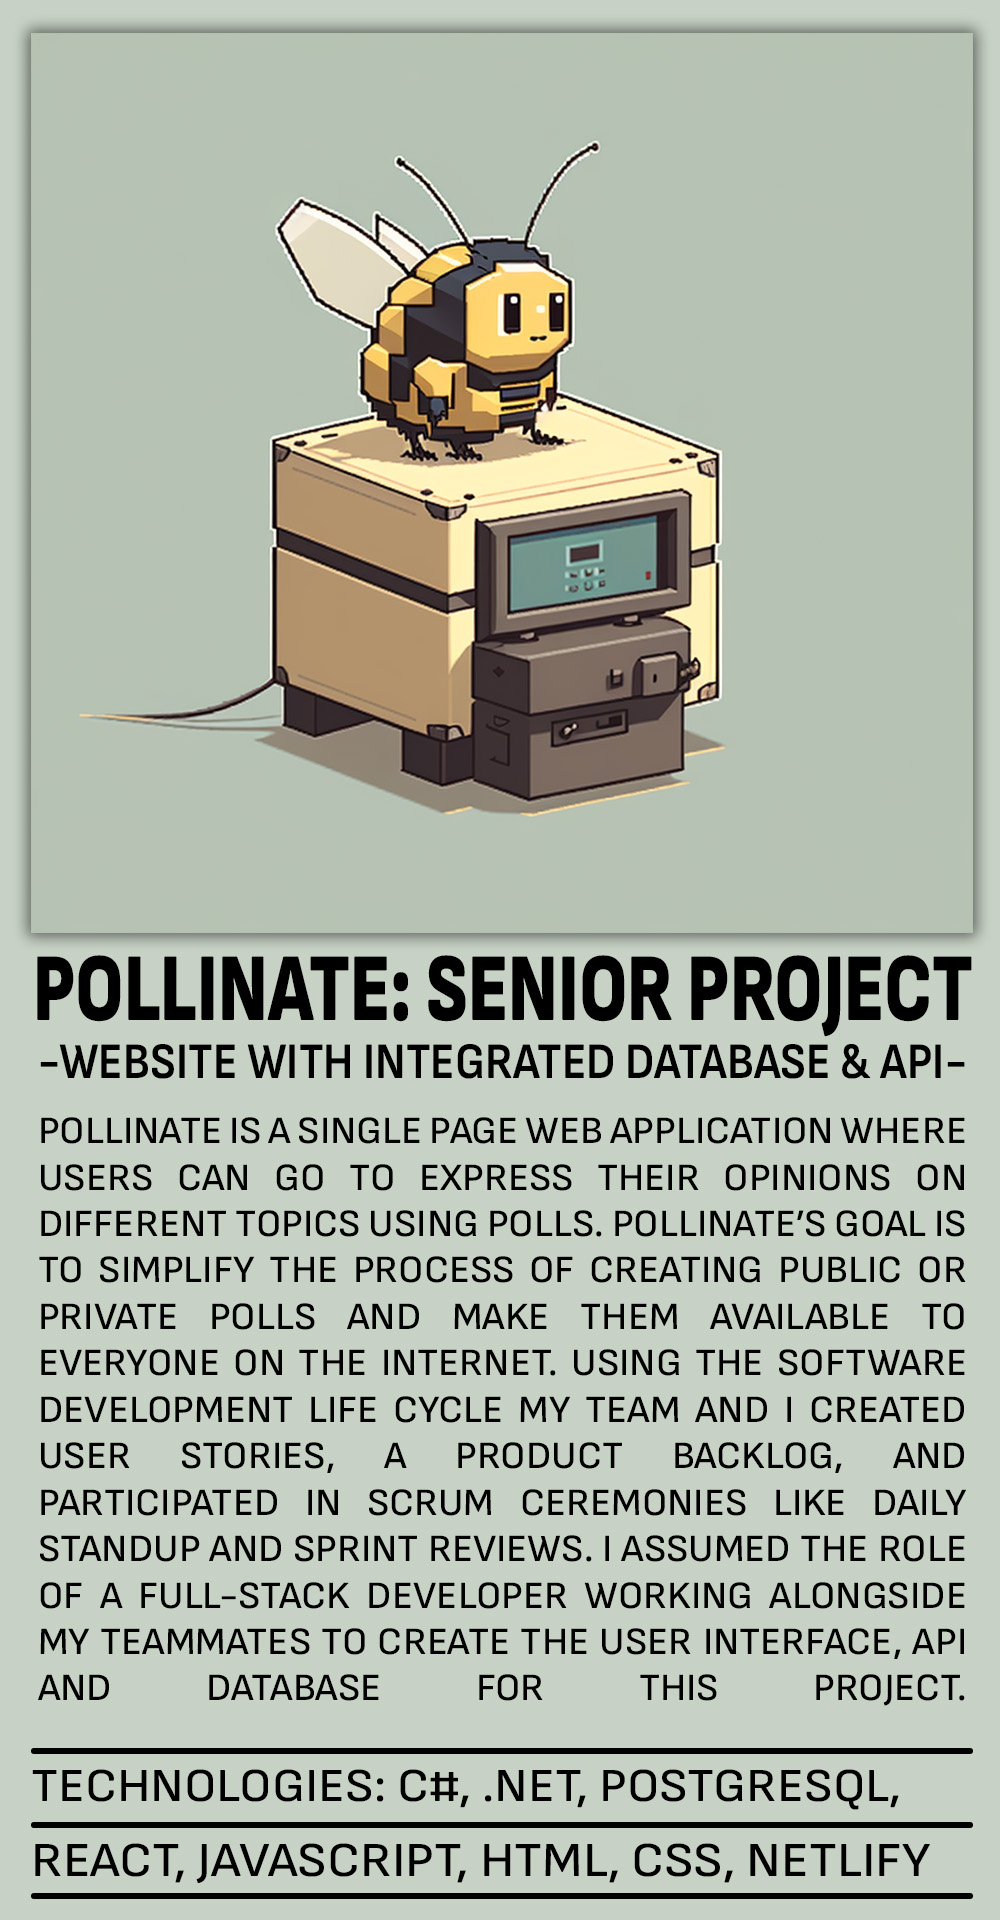 POLLINATE: SENIOR PROJECT
-WEBSITE WITH INTEGRATED DATABASE & API-
POLLINATE IS A SINGLE PAGE WEB APPLICATION WHERE
USERS CAN GO TO EXPRESS THEIR OPINIONS ON
DIFFERENT TOPICS USING POLLS. POLLINATE'S GOAL IS
TO SIMPLIFY THE PROCESS OF CREATING PUBLIC OR
PRIVATE POLLS AND MAKE THEM AVAILABLE TO
EVERYONE ON THE INTERNET. USING THE SOFTWARE
DEVELOPMENT LIFE CYCLE MY TEAM AND I CREATED
USER STORIES, A PRODUCT BACKLOG, AND
PARTICIPATED IN SCRUM CEREMONIES LIKE DAILY
STANDUP AND SPRINT REVIEWS. I ASSUMED THE ROLE
OF A FULL-STACK DEVELOPER WORKING ALONGSIDE
MY TEAMMATES TO CREATE THE USER INTERFACE, API
AND DATABASE FOR THIS PROJECT.
TECHNOLOGIES: C#, .NET, POSTGRESQL,
REACT, JAVASCRIPT, HTML, CSS, NETLIFY